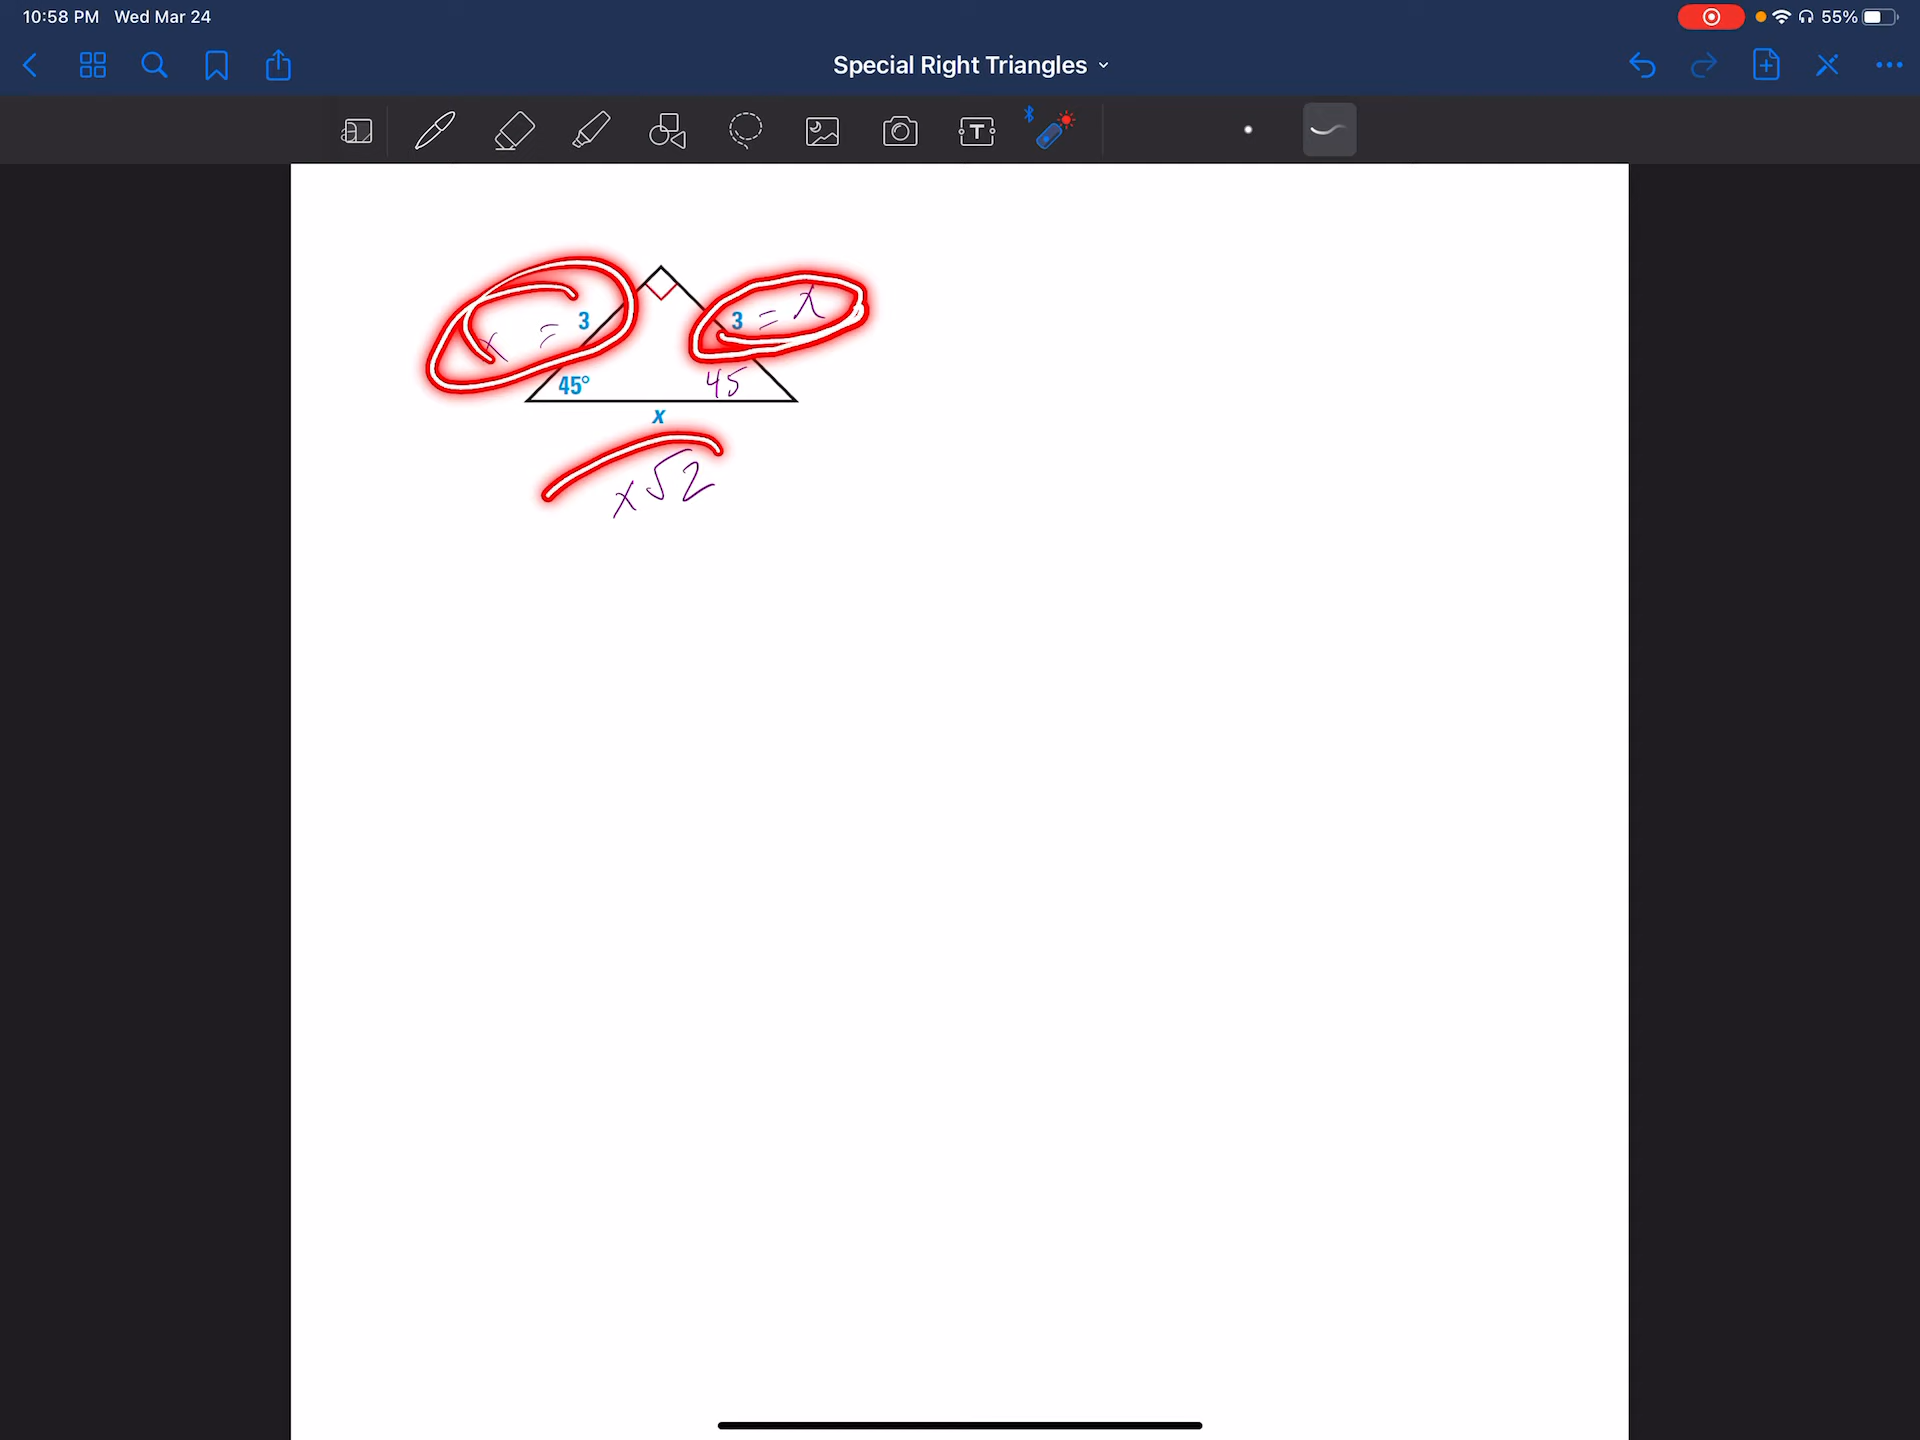 10:58 PM Wed Mar 24
55%
Special Right Triangles
T
x = 3
3 = x
45°
45
x
x√2